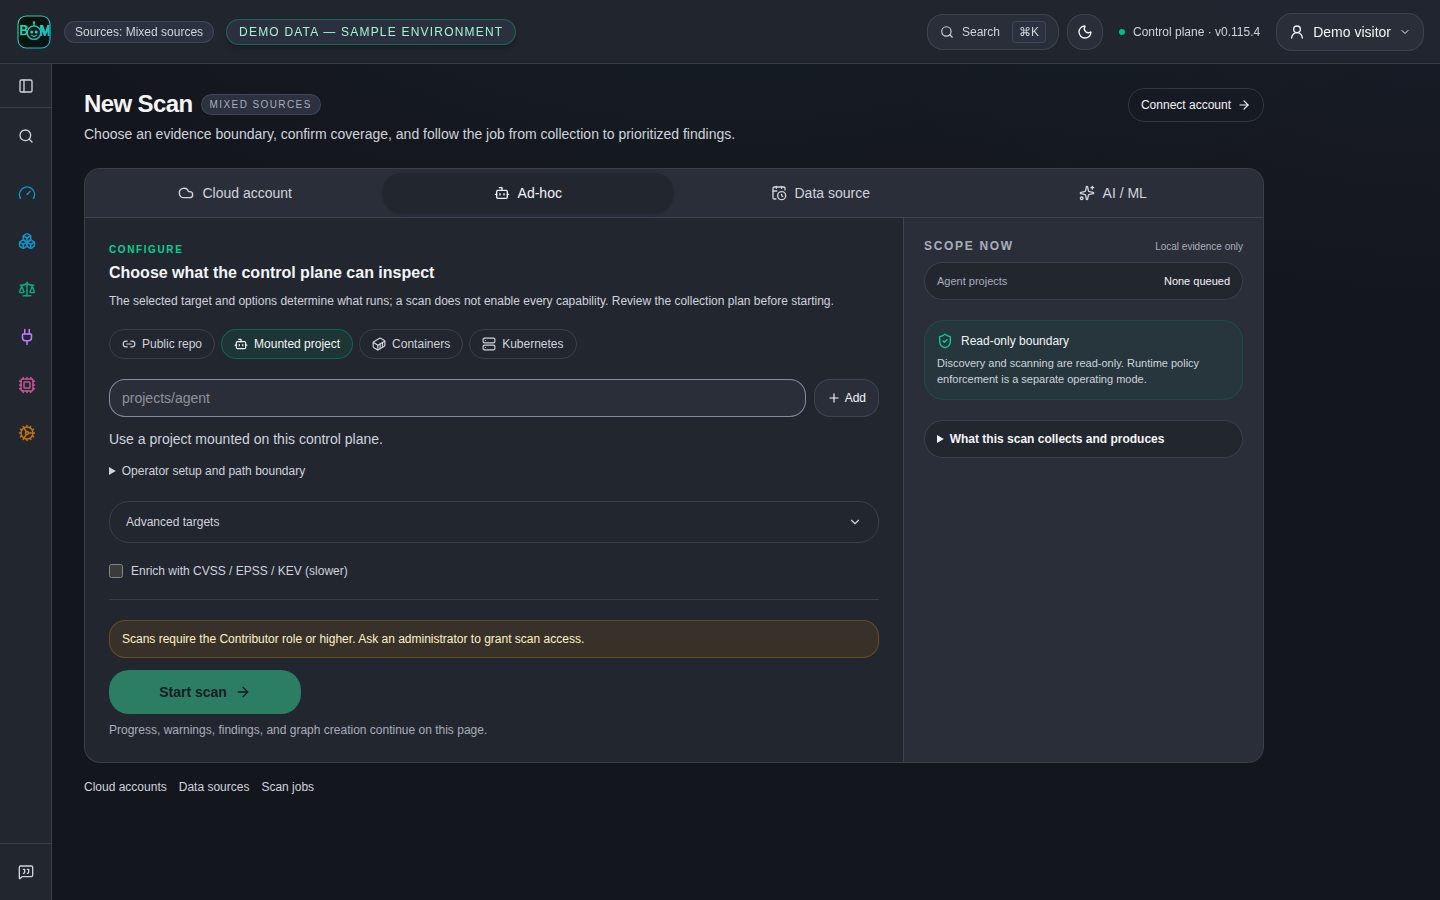 BOM
Sources: Mixed sources
DEMO DATA — SAMPLE ENVIRONMENT
Search ⌘K
Control plane · v0.115.4
Demo visitor
New Scan
MIXED SOURCES
Connect account
Choose an evidence boundary, confirm coverage, and follow the job from collection to prioritized findings.
Cloud account
Ad-hoc
Data source
AI / ML
CONFIGURE
Choose what the control plane can inspect
The selected target and options determine what runs; a scan does not enable every capability. Review the collection plan before starting.
Public repo
Mounted project
Containers
Kubernetes
projects/agent
Add
Use a project mounted on this control plane.
Operator setup and path boundary
Advanced targets
Enrich with CVSS / EPSS / KEV (slower)
Scans require the Contributor role or higher. Ask an administrator to grant scan access.
Start scan
Progress, warnings, findings, and graph creation continue on this page.
SCOPE NOW
Local evidence only
Agent projects
None queued
Read-only boundary
Discovery and scanning are read-only. Runtime policy
enforcement is a separate operating mode.
What this scan collects and produces
Cloud accounts
Data sources
Scan jobs